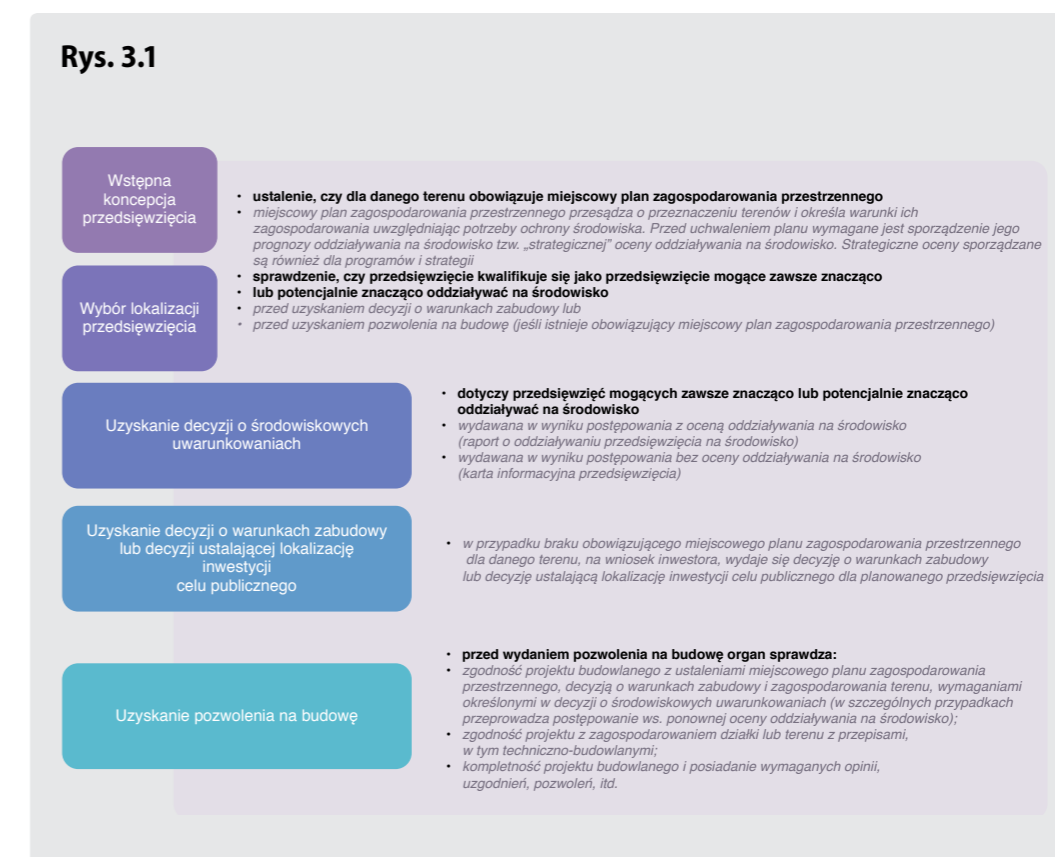 Rys. 3.1
Wstępna
koncepcja
przedsięwzięcia
• ustalenie, czy dla danego terenu obowiązuje miejscowy plan zagospodarowania przestrzennego
• miejscowy plan zagospodarowania przestrzennego przesądza o przeznaczeniu terenów i określa warunki ich
zagospodarowania uwzględniając potrzeby ochrony środowiska. Przed uchwaleniem planu wymagane jest sporządzenie jego
prognozy oddziaływania na środowisko tzw. „strategicznej” oceny oddziaływania na środowisko. Strategiczne oceny sporządzane
są również dla programów i strategii
Wybór lokalizacji
przedsięwzięcia
• sprawdzenie, czy przedsięwzięcie kwalifikuje się jako przedsięwzięcie mogące zawsze znacząco
• lub potencjalnie znacząco oddziaływać na środowisko
• przed uzyskaniem decyzji o warunkach zabudowy lub
• przed uzyskaniem pozwolenia na budowę (jeśli istnieje obowiązujący miejscowy plan zagospodarowania przestrzennego)
Uzyskanie decyzji o środowiskowych
uwarunkowaniach
• dotyczy przedsięwzięć mogących zawsze znacząco lub potencjalnie znacząco
oddziaływać na środowisko
• wydawana w wyniku postępowania z oceną oddziaływania na środowisko
(raport o oddziaływaniu przedsięwzięcia na środowisko)
• wydawana w wyniku postępowania bez oceny oddziaływania na środowisko
(karta informacyjna przedsięwzięcia)
Uzyskanie decyzji o warunkach zabudowy
lub decyzji ustalającej lokalizację
inwestycji
celu publicznego
• w przypadku braku obowiązującego miejscowego planu zagospodarowania przestrzennego
dla danego terenu, na wniosek inwestora, wydaje się decyzję o warunkach zabudowy
lub decyzję ustalającą lokalizację inwestycji celu publicznego dla planowanego przedsięwzięcia
Uzyskanie pozwolenia na budowę
• przed wydaniem pozwolenia na budowę organ sprawdza:
• zgodność projektu budowlanego z ustaleniami miejscowego planu zagospodarowania
przestrzennego, decyzją o warunkach zabudowy i zagospodarowania terenu, wymaganiami
określonymi w decyzji o środowiskowych uwarunkowaniach (w szczególnych przypadkach
przeprowadza postępowanie ws. ponownej oceny oddziaływania na środowisko);
• zgodność projektu z zagospodarowaniem działki lub terenu z przepisami,
w tym techniczno-budowlanymi;
• kompletność projektu budowlanego i posiadanie wymaganych opinii,
uzgodnień, pozwoleń, itd.